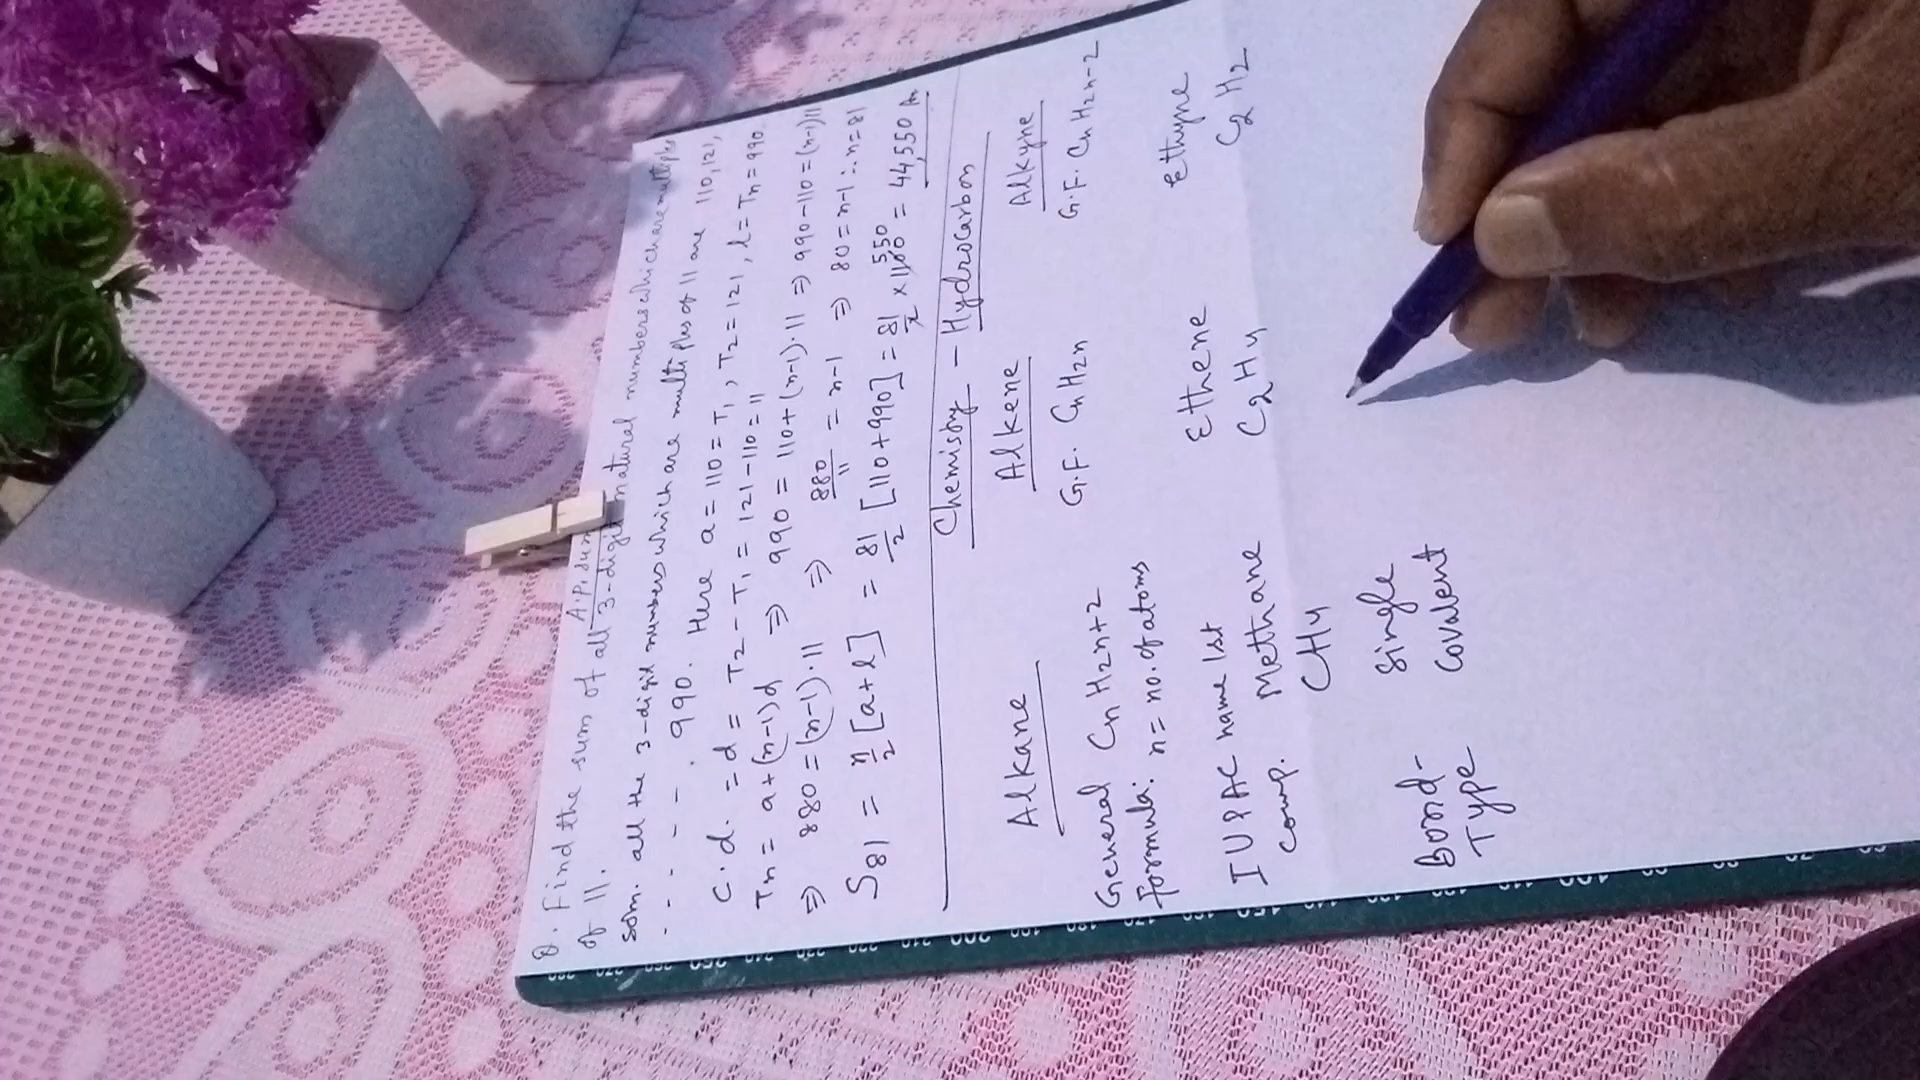 A.P. sum
Q. Find the sum of all 3-digit natural numbers which are multiples
of 11.
Soln. all the 3-digit numbers which are multiples of 11 are 110, 121,
- - - - . 990. Here a = 110 = T1, T2 = 121, l = Tn = 990
C.d. = d = T2 - T1 = 121 - 110 = 11
Tn = a + (n-1)d ⇒ 990 = 110 + (n-1).11 ⇒ 990 - 110 = (n-1)11
⇒ 880 = (n-1).11 ⇒ 880/11 = n-1 ⇒ 80 = n-1 ∴ n = 81
S81 = n/2 [a+l] = 81/2 [110+990] = 81/2 × 1100 550 = 44,550 An
Chemistry - Hydrocarbon
Alkane Alkene Alkyne
General CnH2n+2 G.F. CnH2n G.F. CnH2n-2
Formula: n = no. of atoms
IUPAC name 1st Ethene Ethyne
comp. Methane C2H4 C2H2
CH4
Bond- Single
Type Covalent